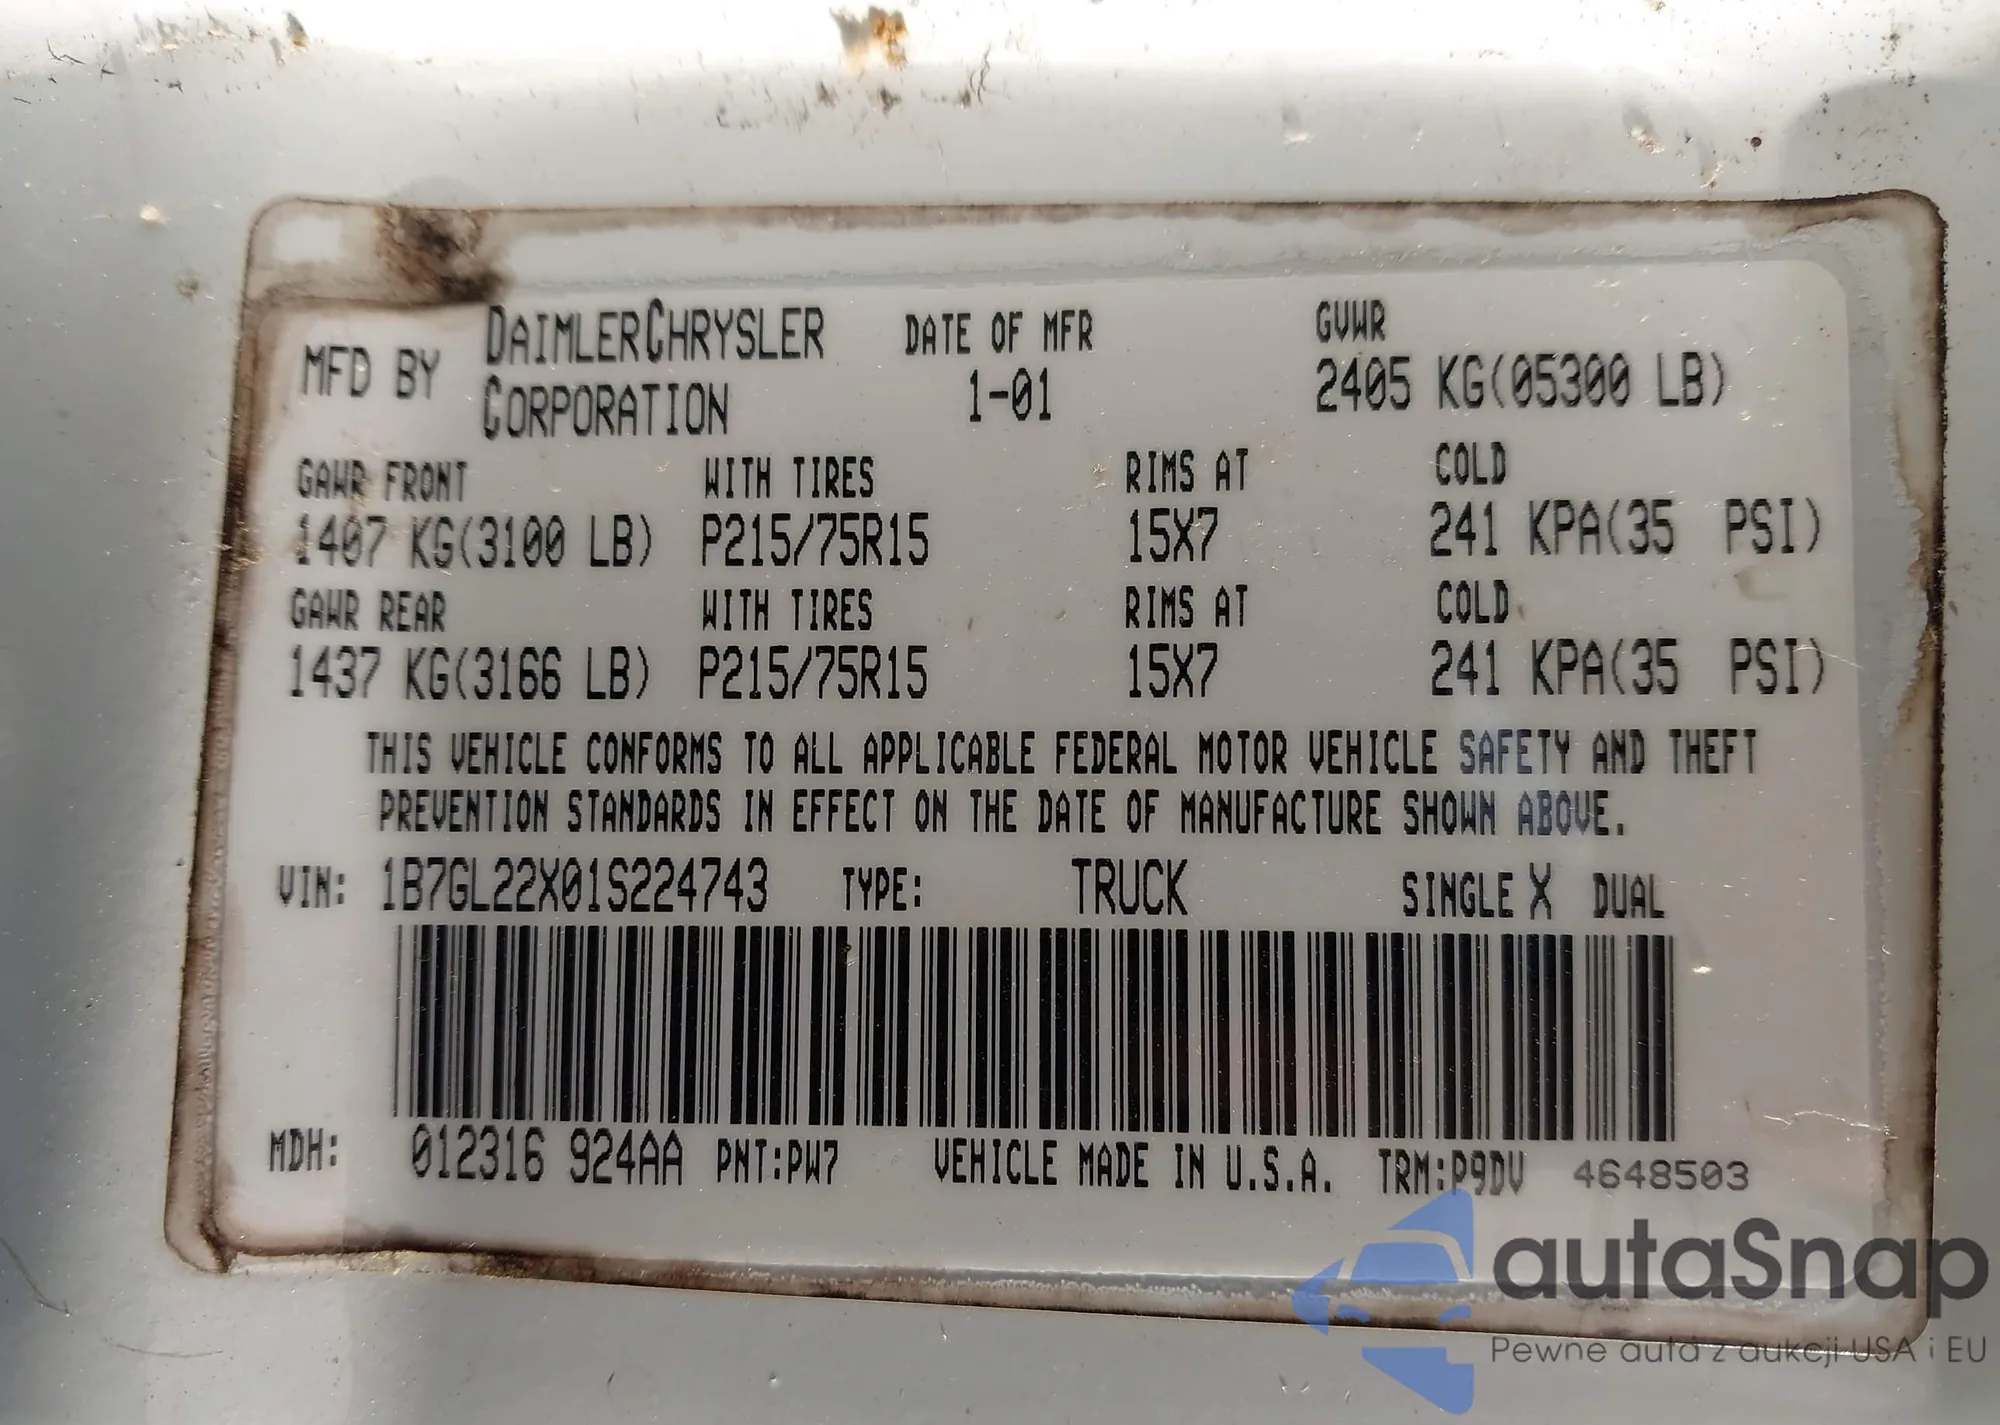 MFD BY DAIMLERCHRYSLER CORPORATION DATE OF MFR 1-01 GVWR 2405 KG(05300 LB)
GAWR FRONT WITH TIRES RIMS AT COLD
1407 KG(3100 LB) P215/75R15 15X7 241 KPA(35 PSI)
GAWR REAR WITH TIRES RIMS AT COLD
1437 KG(3166 LB) P215/75R15 15X7 241 KPA(35 PSI)
THIS VEHICLE CONFORMS TO ALL APPLICABLE FEDERAL MOTOR VEHICLE SAFETY AND THEFT
PREVENTION STANDARDS IN EFFECT ON THE DATE OF MANUFACTURE SHOWN ABOVE.
VIN: 1B7GL22X01S224743 TYPE: TRUCK SINGLE X DUAL
MDH: 012316 924AA PNT:PW7 VEHICLE MADE IN U.S.A. TRM:P9DV 4648503
autaSnap
Pewne auta z aukcji USA i EU